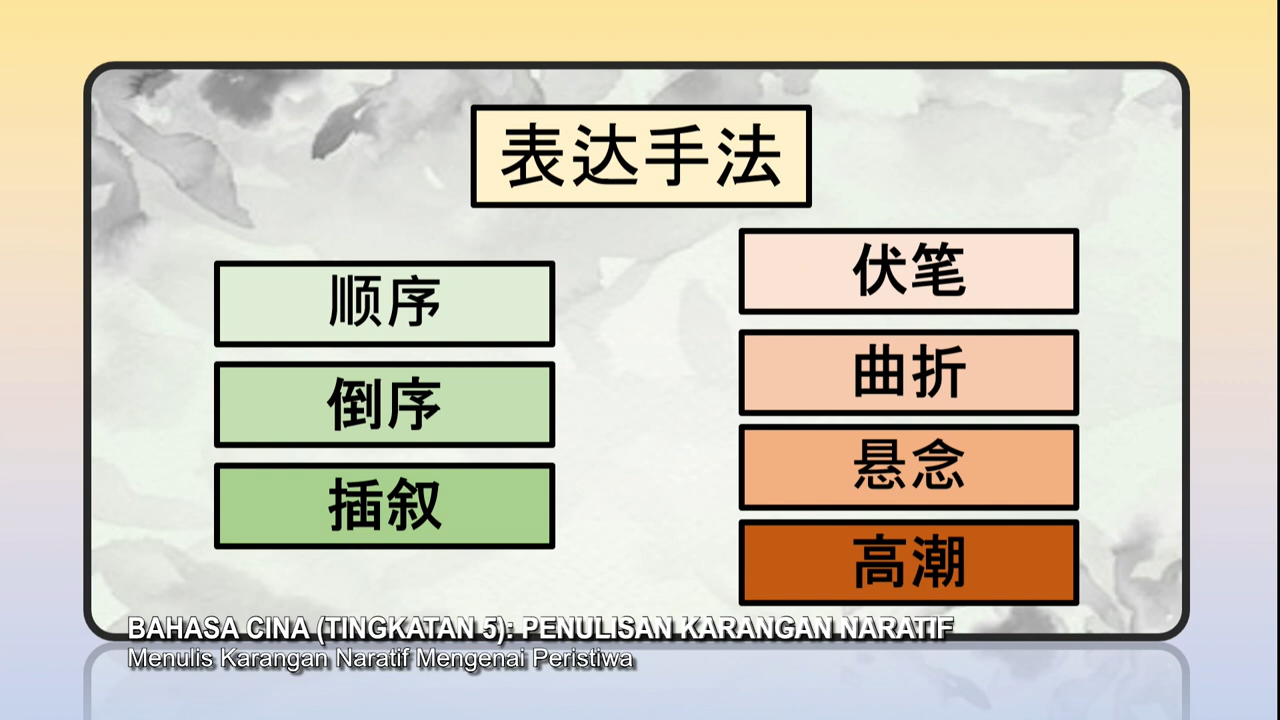 表达手法
顺序
倒序
插叙
伏笔
曲折
悬念
高潮
BAHASA CINA (TINGKATAN 5): PENULISAN KARANGAN NARATIF
Menulis Karangan Naratif Mengenai Peristiwa